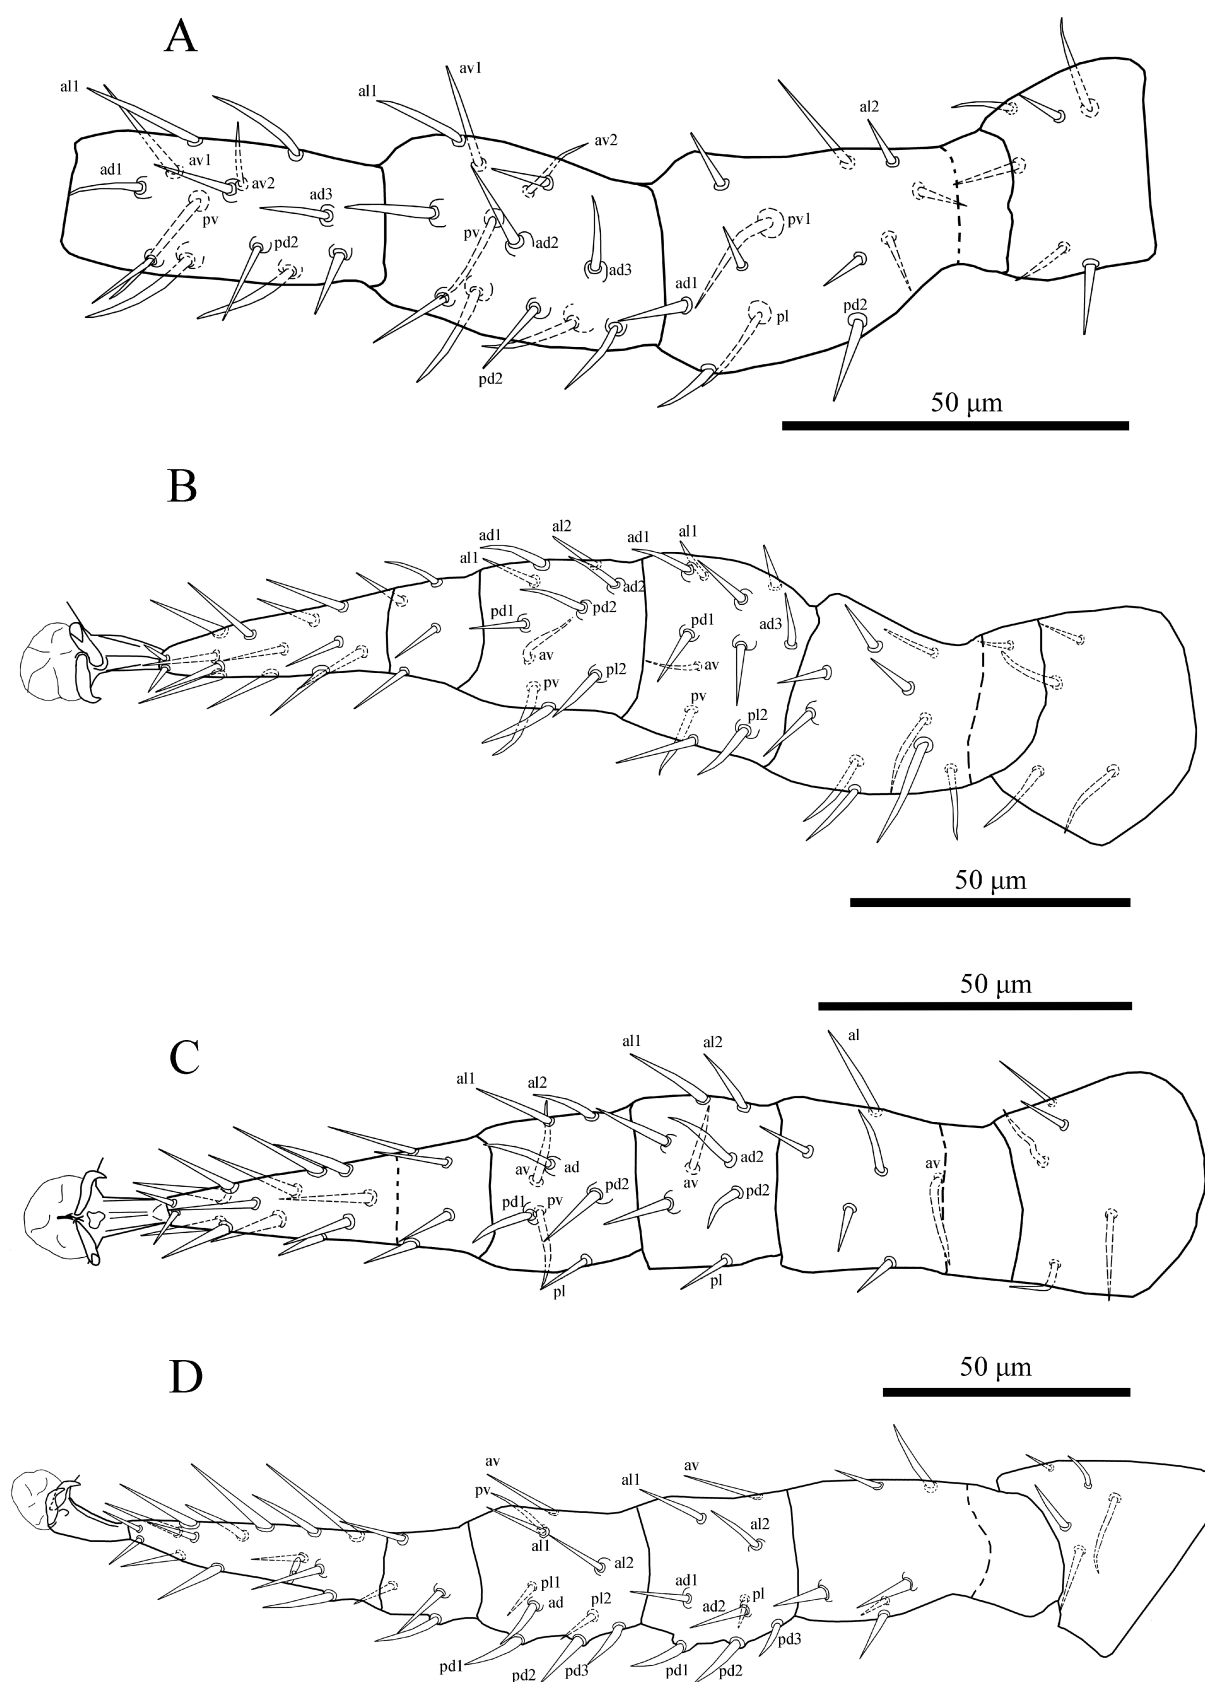 A
al1
av1
al1
al2
av2
av1
ad1
av2
ad3
pv
pv
pv1
ad2
pd2
ad3
ad1
pl
pd2
pd2
50 μm
B
al2
ad1
ad1
al1
al1
ad2
pd2
pd1
pd1
ad3
av
av
pl2
pv
pv
pl2
50 μm
50 μm
C
al
al1
al2
al1
al2
ad2
av
ad
av
pd2
pd2
pd1
pv
pl
pl
D
50 μm
av
av
al1
pv
al2
al1
al2
ad1
pl1
pl
ad
pl2
ad2
pd3
pd1
pd2
pd3
pd1
pd2